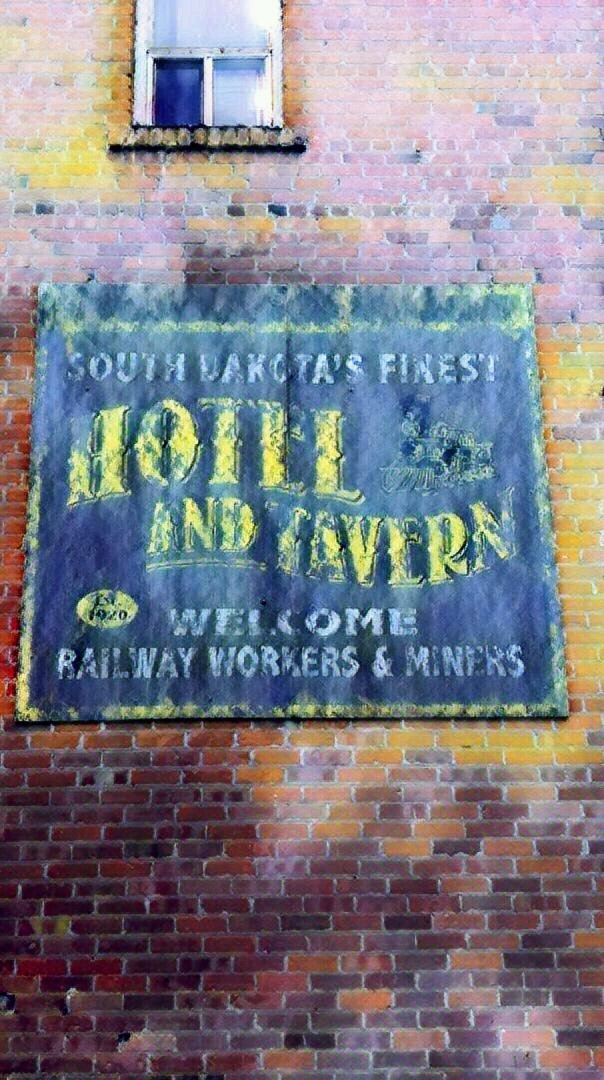 SOUTH DAKOTA'S FINEST
HOTEL
AND TAVERN
EST.
1920
WELCOME
RAILWAY WORKERS & MINERS